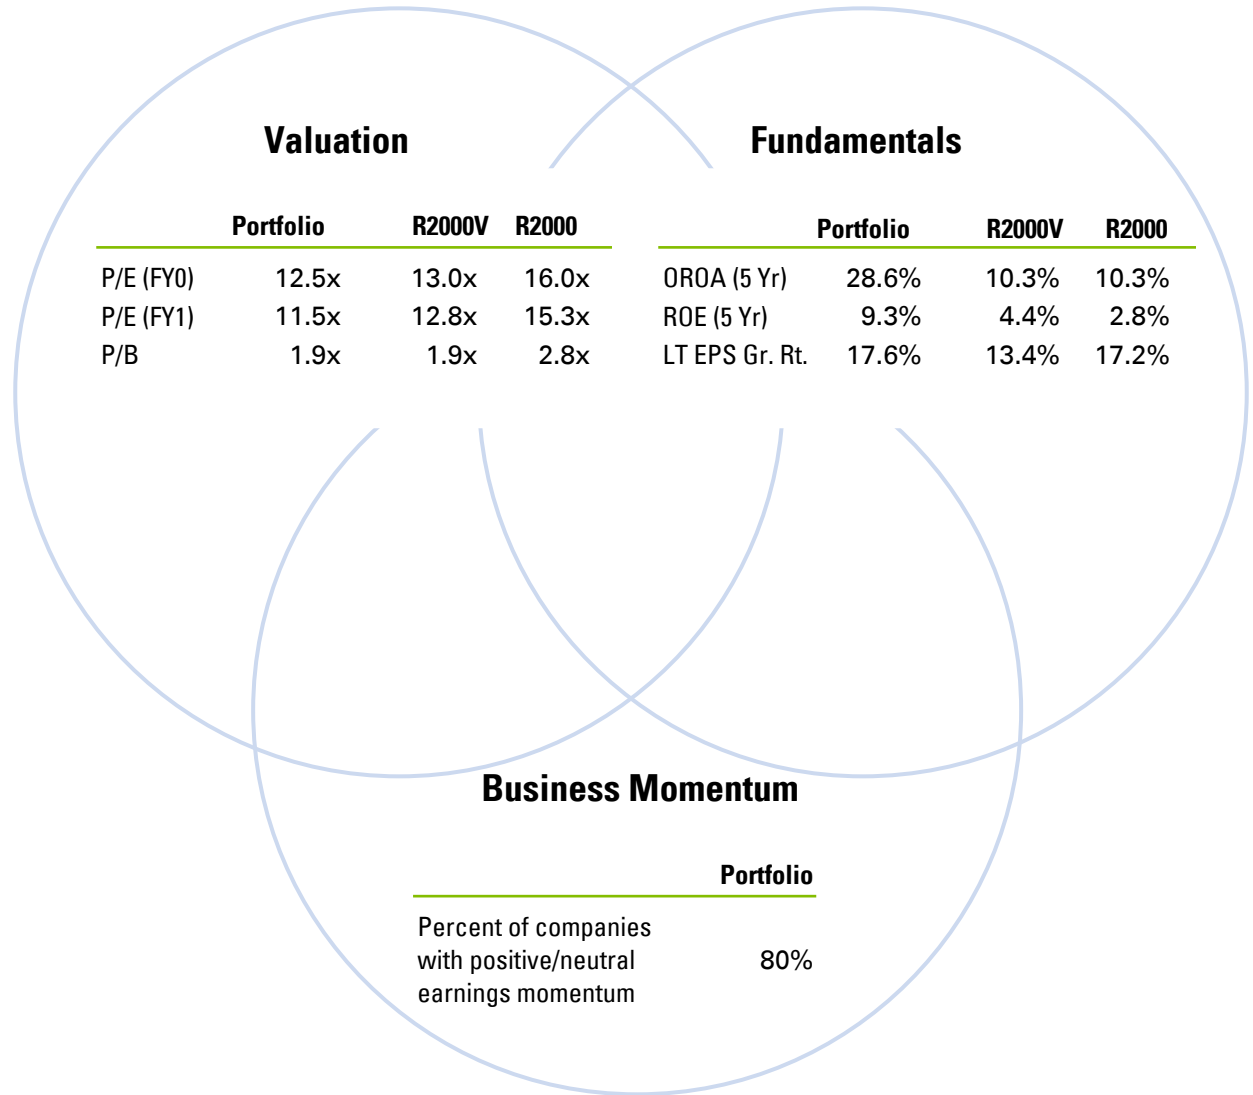 Valuation
Portfolio R2000V R2000
P/E (FY0) 12.5x 13.0x 16.0x
P/E (FY1) 11.5x 12.8x 15.3x
P/B 1.9x 1.9x 2.8x
Fundamentals
Portfolio R2000V R2000
OROA (5 Yr) 28.6% 10.3% 10.3%
ROE (5 Yr) 9.3% 4.4% 2.8%
LT EPS Gr. Rt. 17.6% 13.4% 17.2%
Business Momentum
Portfolio
Percent of companies
with positive/neutral 80%
earnings momentum